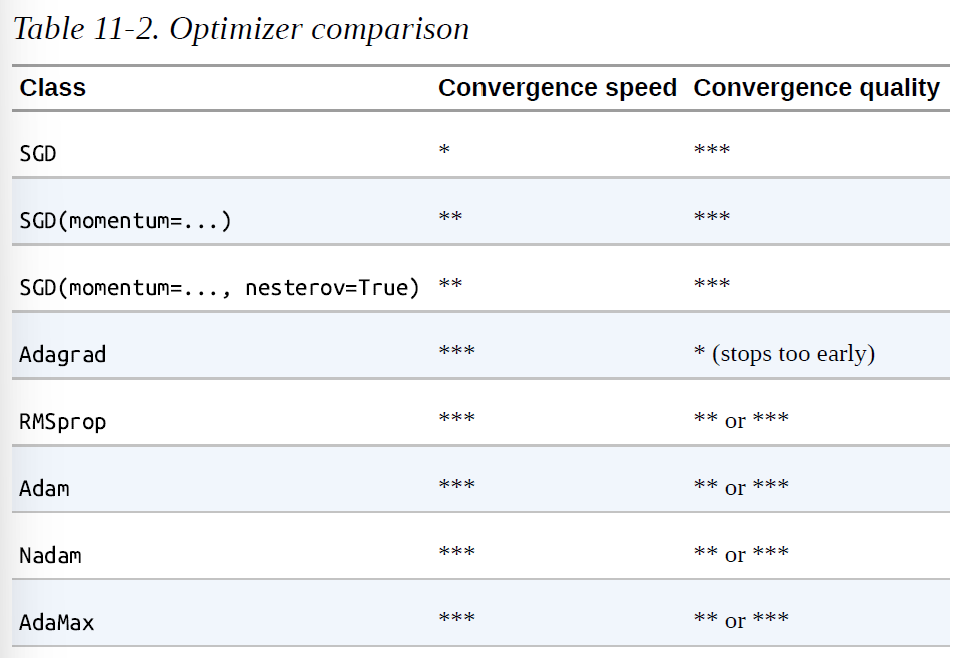 Table 11-2. Optimizer comparison
Class Convergence speed Convergence quality
SGD * ***
SGD(momentum=...) ** ***
SGD(momentum=..., nesterov=True) ** ***
Adagrad *** * (stops too early)
RMSprop *** ** or ***
Adam *** ** or ***
Nadam *** ** or ***
AdaMax *** ** or ***